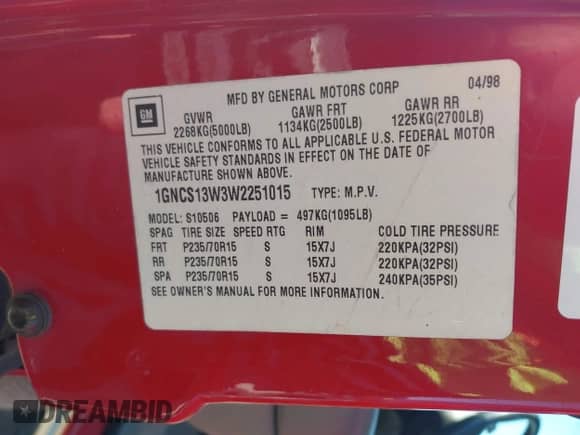 MFD BY GENERAL MOTORS CORP 04/98
GM
GVWR GAWR FRT GAWR RR
2268KG(5000LB) 1134KG(2500LB) 1225KG(2700LB)
THIS VEHICLE CONFORMS TO ALL APPLICABLE U.S. FEDERAL MOTOR
VEHICLE SAFETY STANDARDS IN EFFECT ON THE DATE OF
MANUFACTURE SHOWN ABOVE.
1GNCS13W3W2251015 TYPE: M.P.V.
MODEL: S10506 PAYLOAD = 497KG(1095LB)
SPAG TIRE SIZE SPEED RTG RIM COLD TIRE PRESSURE
FRT P235/70R15 S 15X7J 220KPA(32PSI)
RR P235/70R15 S 15X7J 220KPA(32PSI)
SPA P235/70R15 S 15X7J 240KPA(35PSI)
SEE OWNER'S MANUAL FOR MORE INFORMATION.
DREAMBID